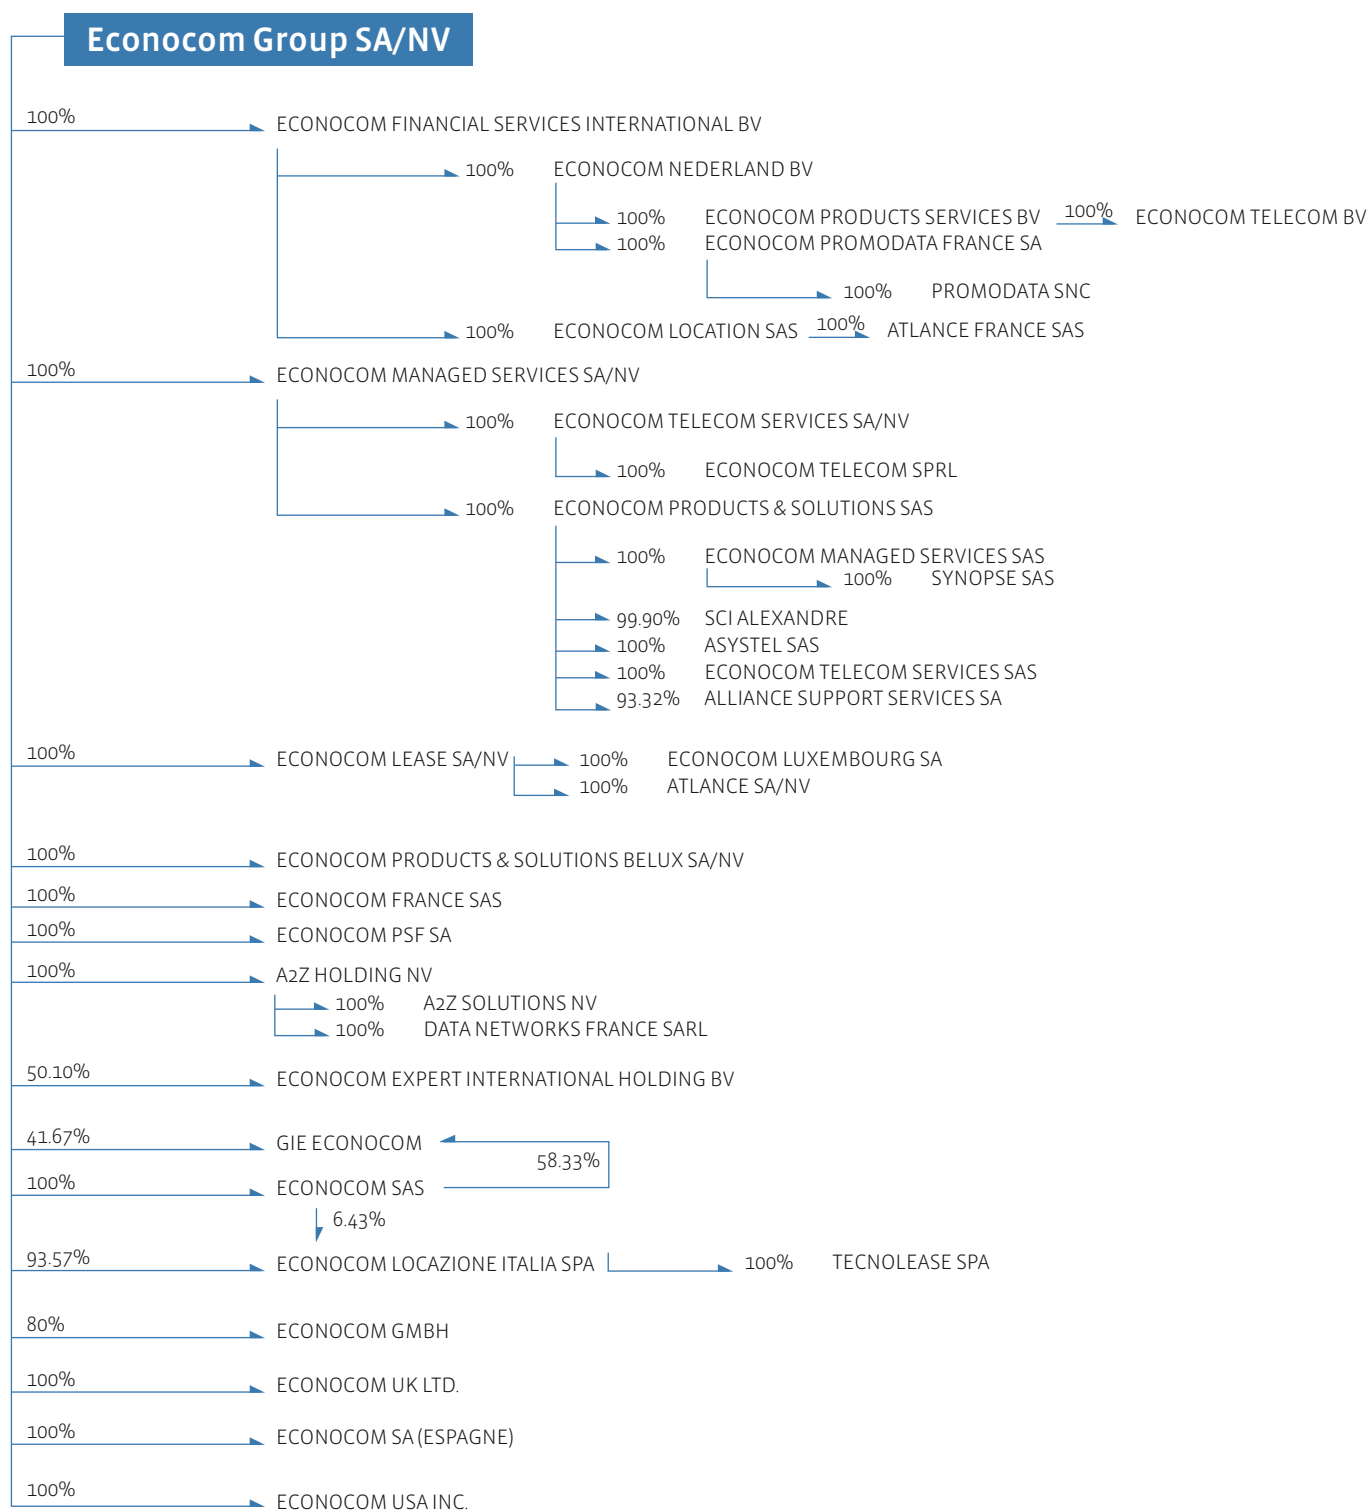 Econocom Group SA/NV
100%
ECONOCOM FINANCIAL SERVICES INTERNATIONAL BV
100% ECONOCOM NEDERLAND BV
100% ECONOCOM PRODUCTS SERVICES BV 100% ECONOCOM TELECOM BV
100% ECONOCOM PROMODATA FRANCE SA
100% PROMODATA SNC
100% ECONOCOM LOCATION SAS 100% ATLANCE FRANCE SAS
100% ECONOCOM MANAGED SERVICES SA/NV
100% ECONOCOM TELECOM SERVICES SA/NV
100% ECONOCOM TELECOM SPRL
100% ECONOCOM PRODUCTS & SOLUTIONS SAS
100% ECONOCOM MANAGED SERVICES SAS
100% SYNOPSE SAS
99.90% SCI ALEXANDRE
100% ASYSTEL SAS
100% ECONOCOM TELECOM SERVICES SAS
93.32% ALLIANCE SUPPORT SERVICES SA
100% ECONOCOM LEASE SA/NV 100% ECONOCOM LUXEMBOURG SA
100% ATLANCE SA/NV
100% ECONOCOM PRODUCTS & SOLUTIONS BELUX SA/NV
100% ECONOCOM FRANCE SAS
100% ECONOCOM PSF SA
100% A2Z HOLDING NV
100% A2Z SOLUTIONS NV
100% DATA NETWORKS FRANCE SARL
50.10% ECONOCOM EXPERT INTERNATIONAL HOLDING BV
41.67% GIE ECONOCOM
58.33%
100% ECONOCOM SAS
6.43%
93.57% ECONOCOM LOCAZIONE ITALIA SPA 100% TECNOLEASE SPA
80% ECONOCOM GMBH
100% ECONOCOM UK LTD.
100% ECONOCOM SA (ESPAGNE)
100% ECONOCOM USA INC.